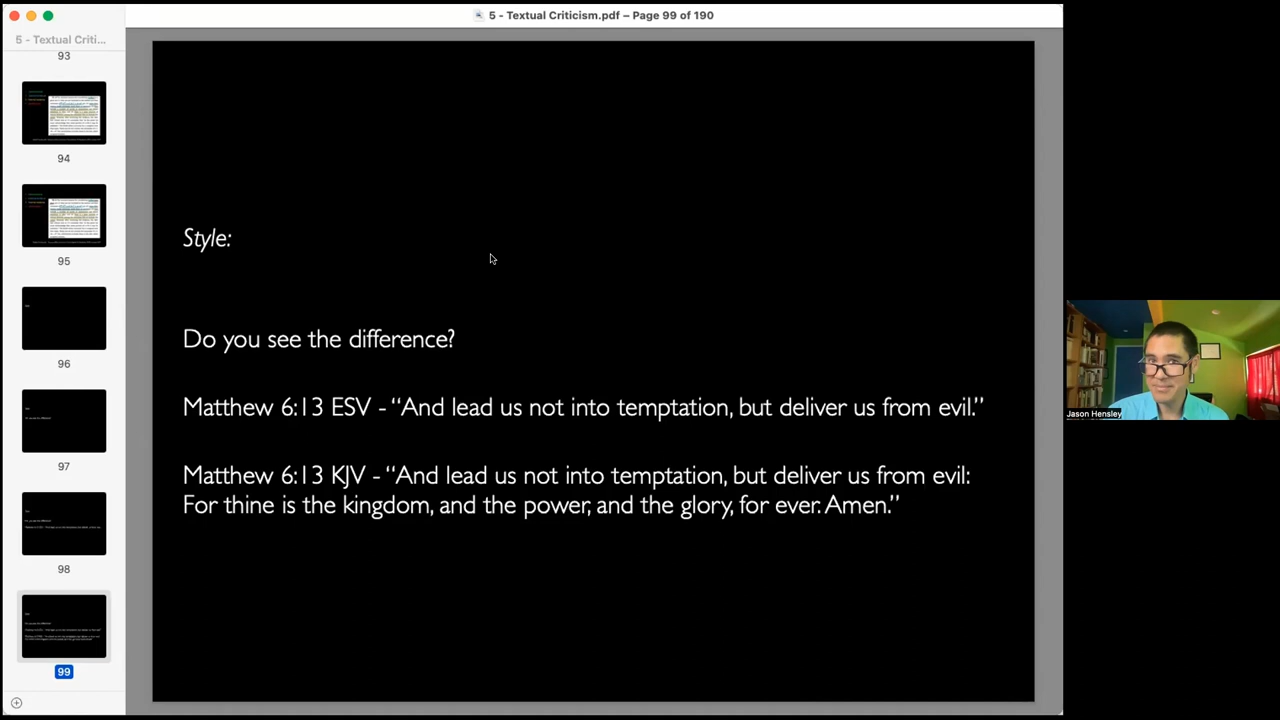 5 - Textual Criticism.pdf – Page 99 of 190
5 - Textual Criti...
93
94
95
96
97
98
99
Style:
Do you see the difference?
Matthew 6:13 ESV - “And lead us not into temptation, but deliver us from evil.”
Matthew 6:13 KJV - “And lead us not into temptation, but deliver us from evil:
For thine is the kingdom, and the power, and the glory, for ever. Amen.”
Jason Hensley